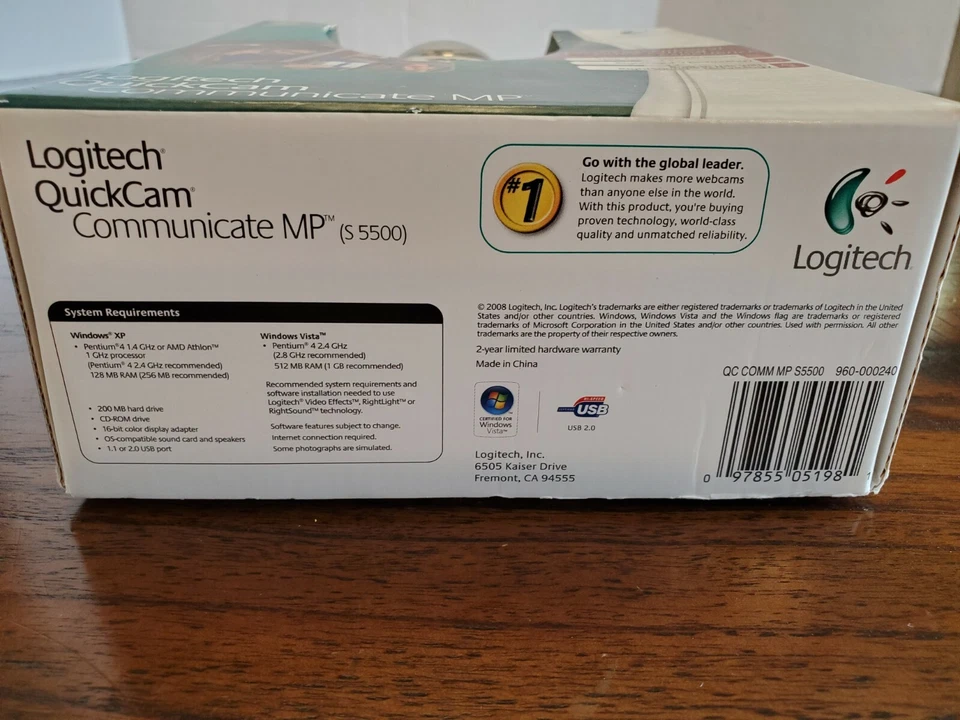 Logitech
QuickCam
Communicate MP
Logitech®
QuickCam®
Communicate MP™ (S 5500)
#1
Go with the global leader.
Logitech makes more webcams
than anyone else in the world.
With this product, you're buying
proven technology, world-class
quality and unmatched reliability.
Logitech
System Requirements
Windows® XP
• Pentium® 4 1.4 GHz or AMD Athlon™
1 GHz processor
(Pentium® 4 2.4 GHz recommended)
128 MB RAM (256 MB recommended)
• 200 MB hard drive
• CD-ROM drive
• 16-bit color display adapter
• OS-compatible sound card and speakers
• 1.1 or 2.0 USB port
Windows Vista™
• Pentium® 4 2.4 GHz
(2.8 GHz recommended)
512 MB RAM (1 GB recommended)
Recommended system requirements and
software installation needed to use
Logitech® Video Effects™, RightLight™ or
RightSound™ technology.
Software features subject to change.
Internet connection required.
Some photographs are simulated.
© 2008 Logitech, Inc. Logitech's trademarks are either registered trademarks or trademarks of Logitech in the United
States and/or other countries. Windows, Windows Vista and the Windows flag are trademarks or registered
trademarks of Microsoft Corporation in the United States and/or other countries. Used with permission. All other
trademarks are the property of their respective owners.
2-year limited hardware warranty
Made in China
CERTIFIED FOR
Windows
Vista™
HI-SPEED
CERTIFIED
USB
USB 2.0
Logitech, Inc.
6505 Kaiser Drive
Fremont, CA 94555
QC COMM MP S5500 960-000240
0 97855 05198 1